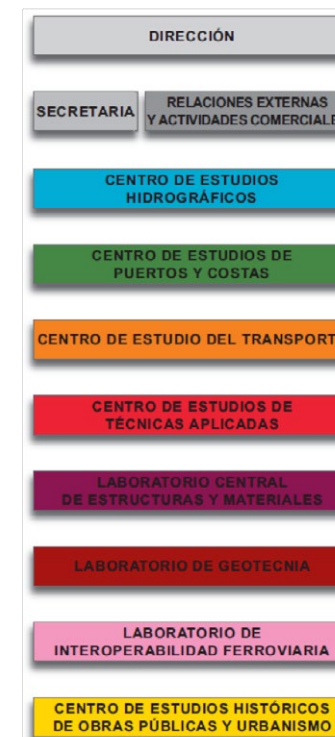 DIRECCIÓN
SECRETARIA
RELACIONES EXTERNAS
Y ACTIVIDADES COMERCIALE
CENTRO DE ESTUDIOS
HIDROGRÁFICOS
CENTRO DE ESTUDIOS DE
PUERTOS Y COSTAS
CENTRO DE ESTUDIO DEL TRANSPORT
CENTRO DE ESTUDIOS DE
TÉCNICAS APLICADAS
LABORATORIO CENTRAL
DE ESTRUCTURAS Y MATERIALES
LABORATORIO DE GEOTECNIA
LABORATORIO DE
INTEROPERABILIDAD FERROVIARIA
CENTRO DE ESTUDIOS HISTÓRICOS
DE OBRAS PÚBLICAS Y URBANISMO